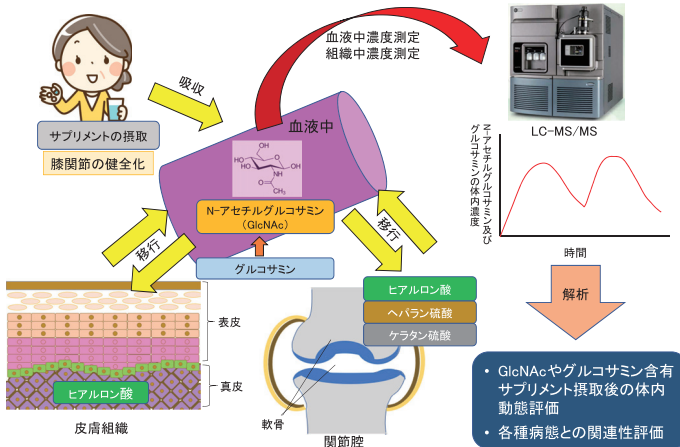 血液中濃度測定
組織中濃度測定
吸収
サプリメントの摂取
膝関節の健全化
血液中
OH
HO
HO
O
OH
HN
O
CH3
N-アセチルグルコサミン
(GlcNAc)
グルコサミン
移行
移行
LC-MS/MS
N-アセチルグルコサミン及び
グルコサミンの体内濃度
時間
解析
ヒアルロン酸
ヘパラン硫酸
ケラタン硫酸
表皮
真皮
ヒアルロン酸
皮膚組織
軟骨
関節腔
• GlcNAcやグルコサミン含有
サプリメント摂取後の体内
動態評価
• 各種病態との関連性評価